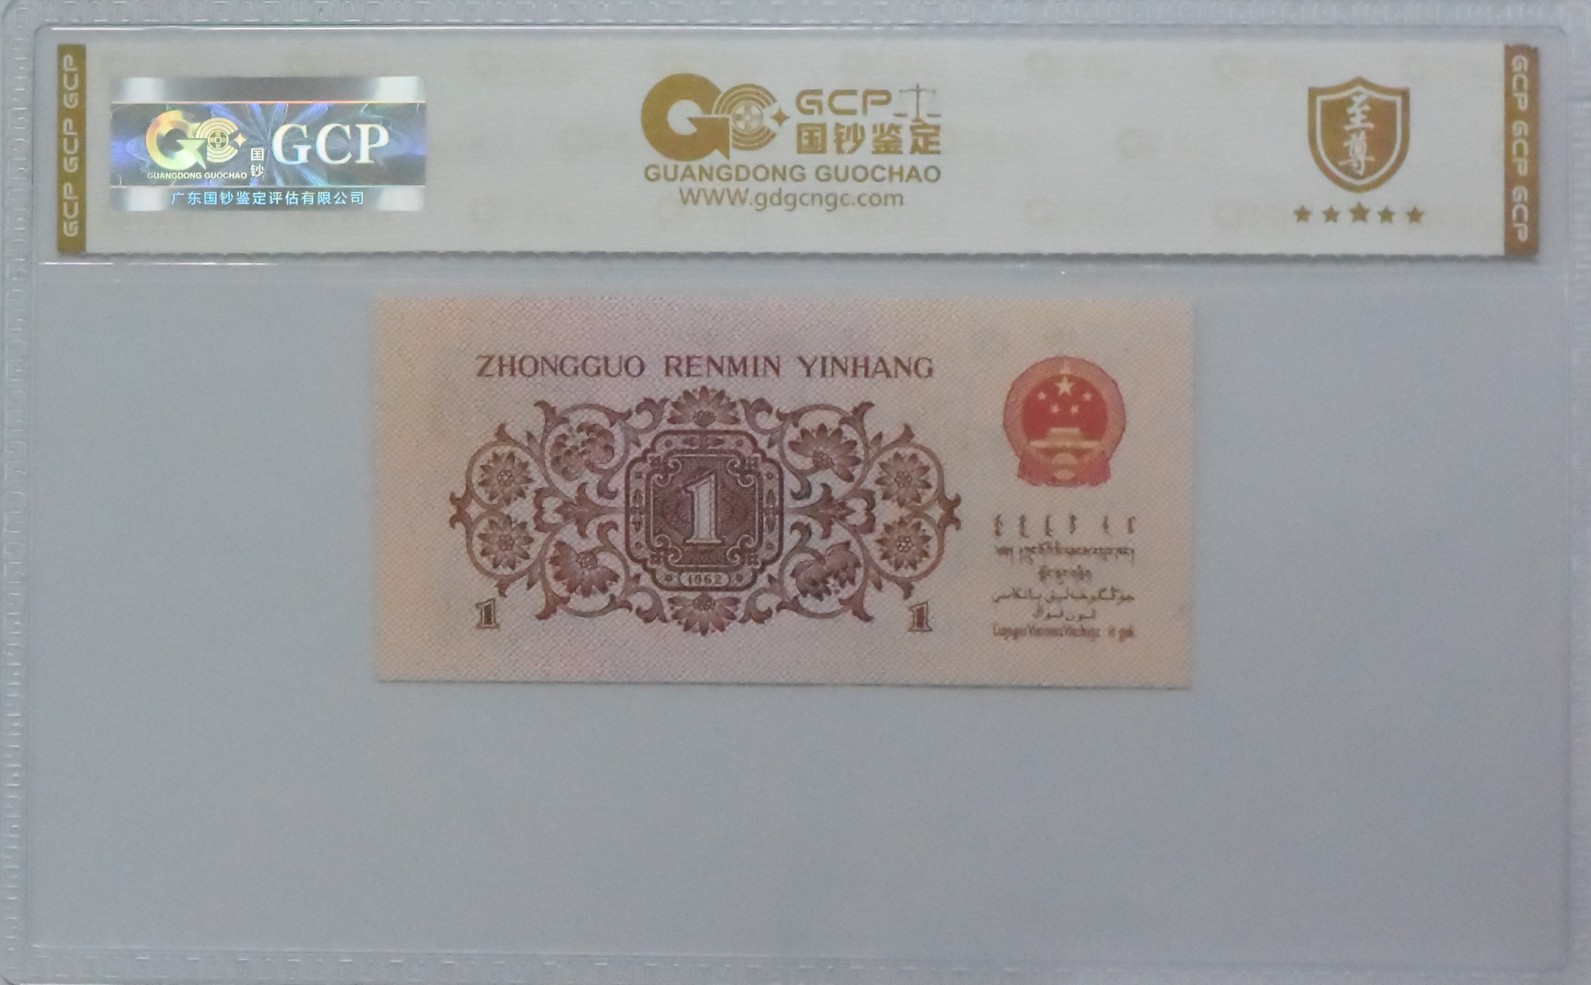 GCP GCP GCP
GC 国钞 GCP
GUANGDONG GUOCHAO
广东国钞鉴定评估有限公司
GC GCP
国钞鉴定
GUANGDONG GUOCHAO
WWW.gdgcngc.com
至尊
GCP GCP GCP
ZHONGGUO RENMIN YINHANG
1
1962
1
1